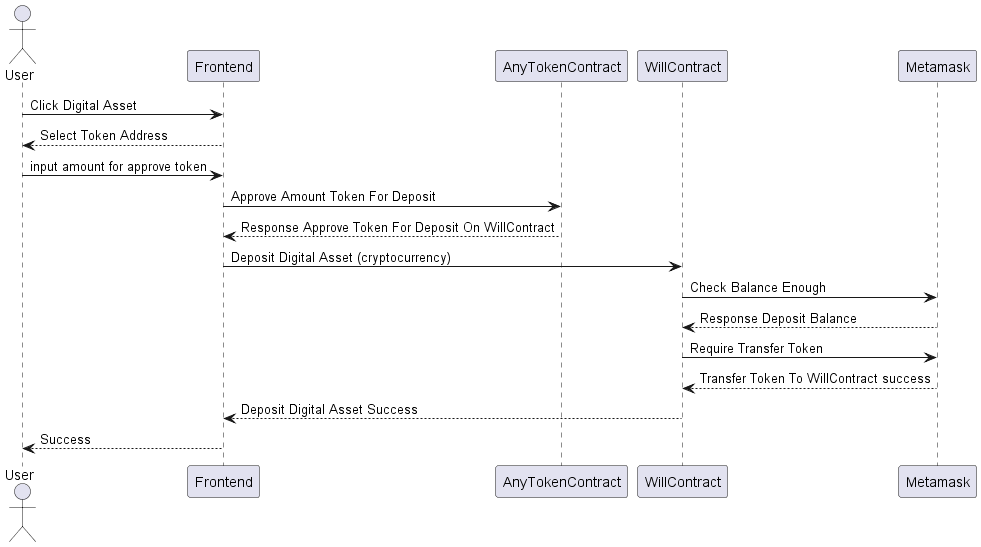 User
Frontend
AnyTokenContract
WillContract
Metamask
Click Digital Asset
Select Token Address
input amount for approve token
Approve Amount Token For Deposit
Response Approve Token For Deposit On WillContract
Deposit Digital Asset (cryptocurrency)
Check Balance Enough
Response Deposit Balance
Require Transfer Token
Transfer Token To WillContract success
Deposit Digital Asset Success
Success
User
Frontend
AnyTokenContract
WillContract
Metamask